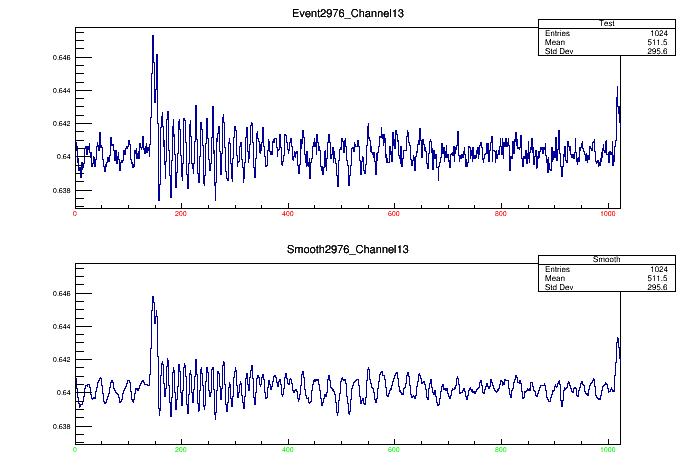 Event2976_Channel13
Test
Entries 1024
Mean 511.5
Std Dev 295.6
0.646
0.644
0.642
0.64
0.638
0 200 400 600 800 1000
Smooth2976_Channel13
Smooth
Entries 1024
Mean 511.5
Std Dev 295.6
0.646
0.644
0.642
0.64
0.638
0 200 400 600 800 1000